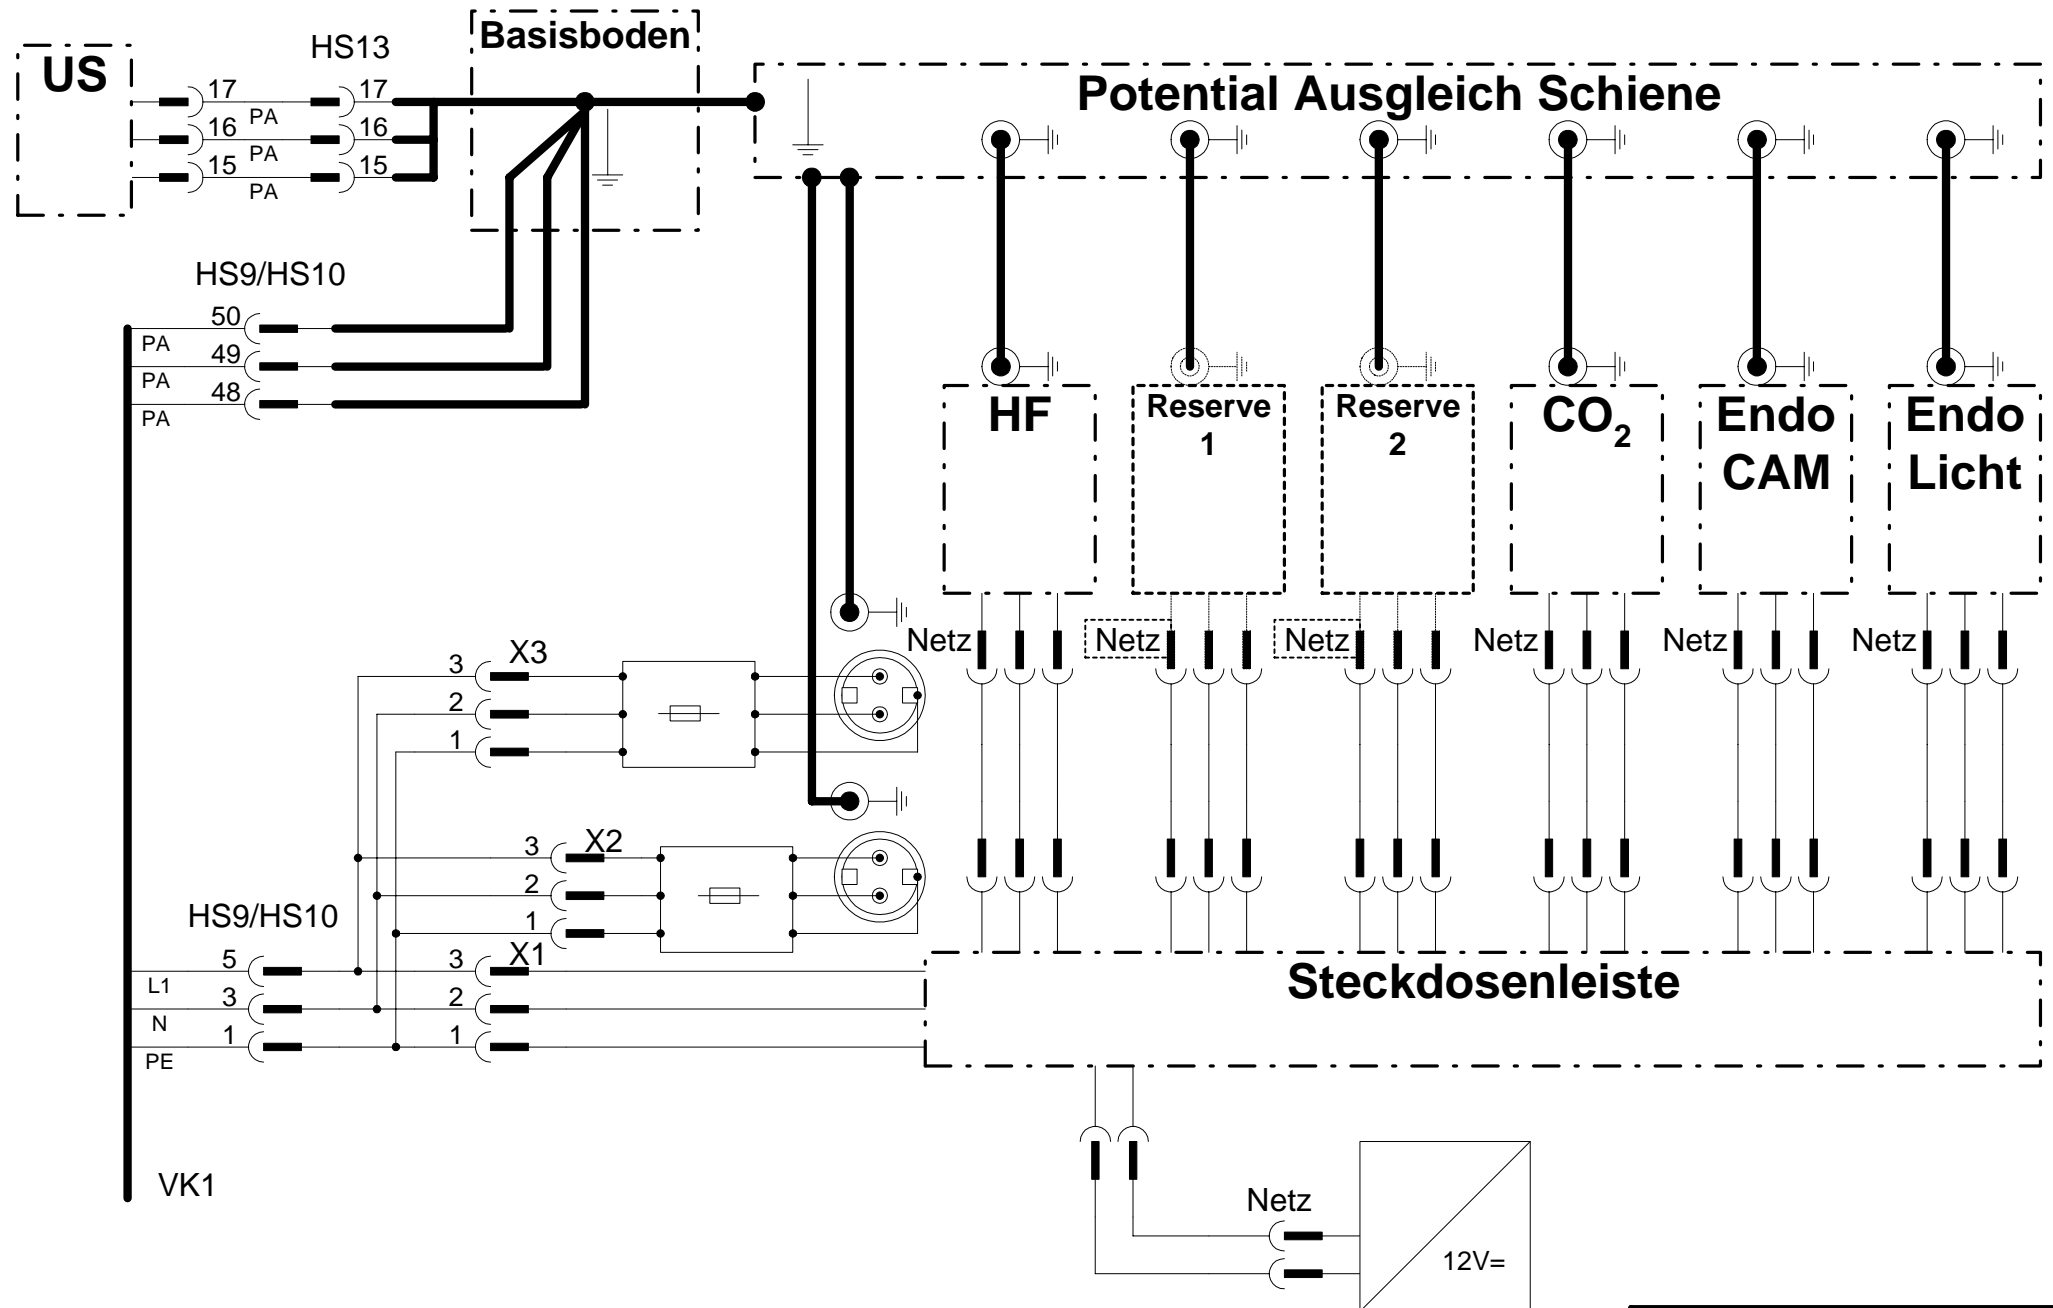 Basisboden
HS13
US
Potential Ausgleich Schiene
17 17
PA
16 16
PA
15 15
PA
HS9/HS10
50
PA
49
PA
48
PA
HF
Reserve
1
Reserve
2
CO₂
Endo
CAM
Endo
Licht
Netz
Netz
Netz
Netz
Netz
Netz
X3
3
2
1
X2
3
2
1
HS9/HS10
X1
5 3
L1
3 2
N
1 1
PE
Steckdosenleiste
VK1
Netz
12V=